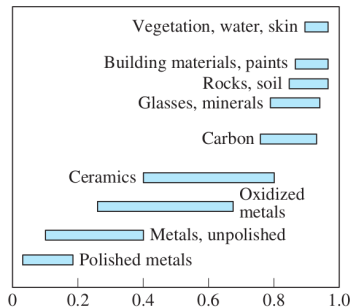 Vegetation, water, skin
Building materials, paints
Rocks, soil
Glasses, minerals
Carbon
Ceramics
Oxidized
metals
Metals, unpolished
Polished metals
0 0.2 0.4 0.6 0.8 1.0